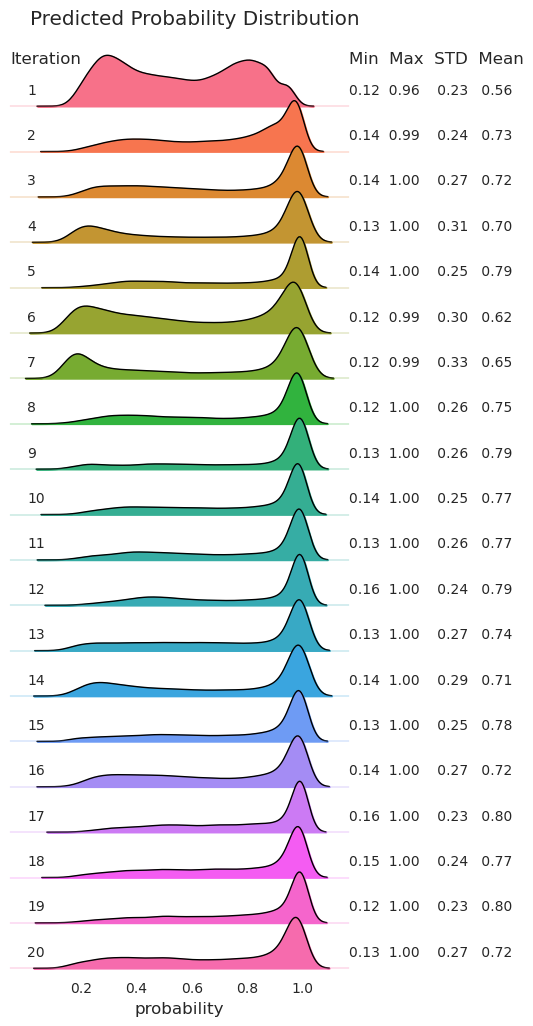 Predicted Probability Distribution
Iteration Min Max STD Mean
1 0.12 0.96 0.23 0.56
2 0.14 0.99 0.24 0.73
3 0.14 1.00 0.27 0.72
4 0.13 1.00 0.31 0.70
5 0.14 1.00 0.25 0.79
6 0.12 0.99 0.30 0.62
7 0.12 0.99 0.33 0.65
8 0.12 1.00 0.26 0.75
9 0.13 1.00 0.26 0.79
10 0.14 1.00 0.25 0.77
11 0.13 1.00 0.26 0.77
12 0.16 1.00 0.24 0.79
13 0.13 1.00 0.27 0.74
14 0.14 1.00 0.29 0.71
15 0.13 1.00 0.25 0.78
16 0.14 1.00 0.27 0.72
17 0.16 1.00 0.23 0.80
18 0.15 1.00 0.24 0.77
19 0.12 1.00 0.23 0.80
20 0.13 1.00 0.27 0.72
0.2 0.4 0.6 0.8 1.0
probability